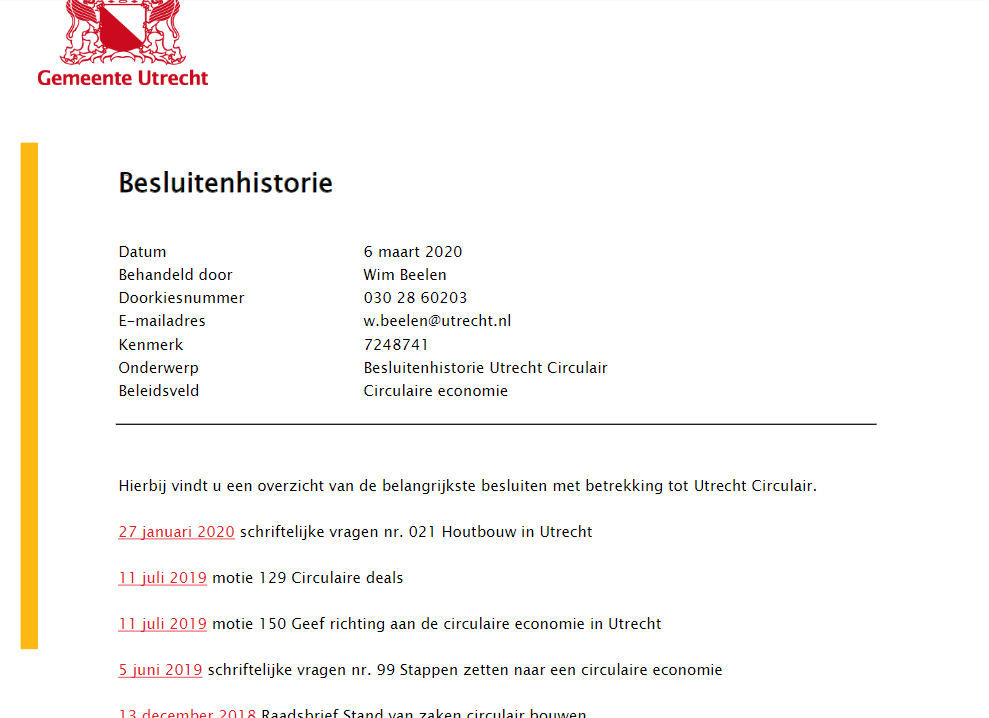 Gemeente Utrecht
Besluitenhistorie
Datum 6 maart 2020
Behandeld door Wim Beelen
Doorkiesnummer 030 28 60203
E-mailadres w.beelen@utrecht.nl
Kenmerk 7248741
Onderwerp Besluitenhistorie Utrecht Circulair
Beleidsveld Circulaire economie
Hierbij vindt u een overzicht van de belangrijkste besluiten met betrekking tot Utrecht Circulair.
27 januari 2020 schriftelijke vragen nr. 021 Houtbouw in Utrecht
11 juli 2019 motie 129 Circulaire deals
11 juli 2019 motie 150 Geef richting aan de circulaire economie in Utrecht
5 juni 2019 schriftelijke vragen nr. 99 Stappen zetten naar een circulaire economie
13 december 2018 Raadsbrief Stand van zaken circulair bouwen